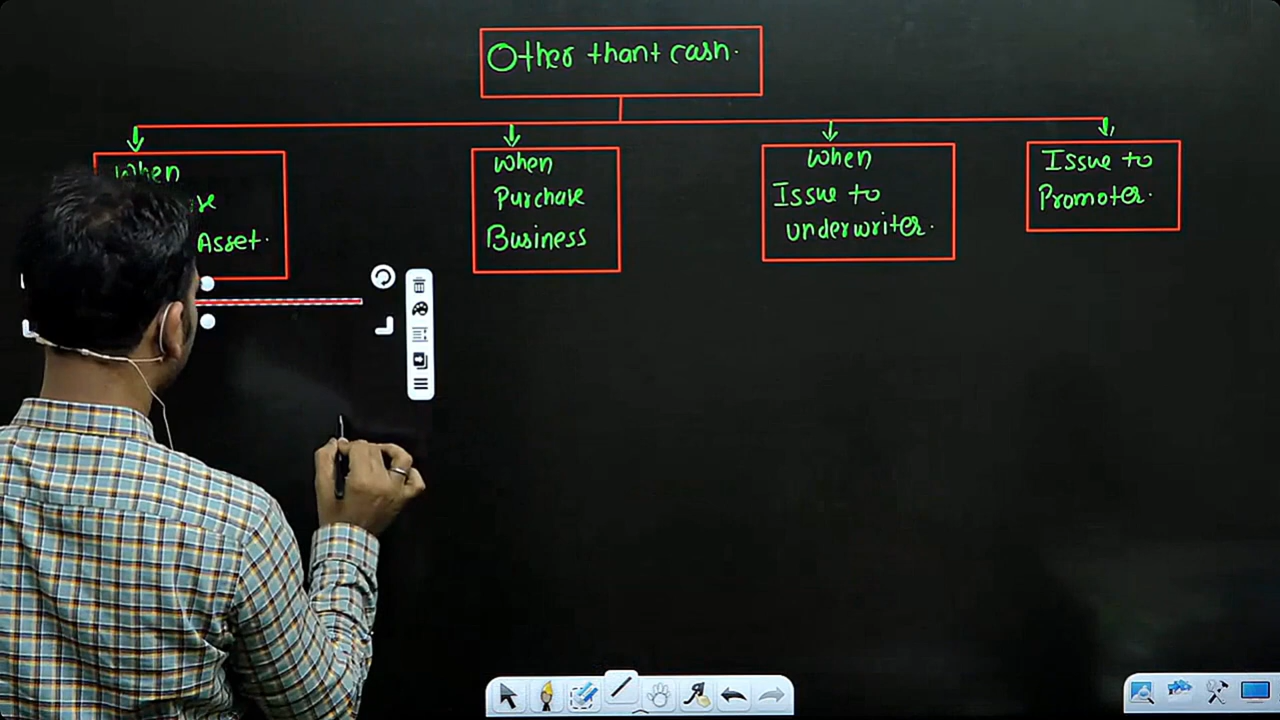 Other thant cash.
When
Asset.
When
Purchase
Business
When
Issue to
underwriter.
Issue to
Promoter.